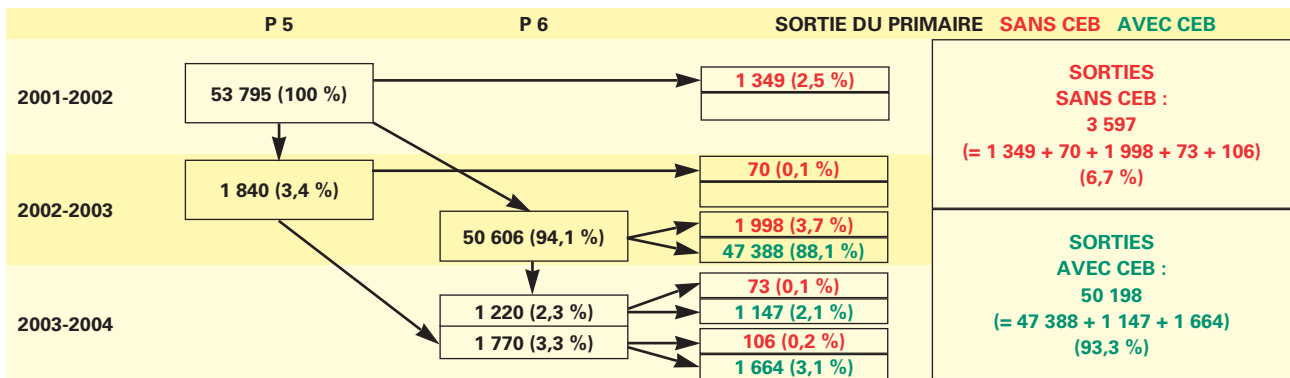 P 5 P 6 SORTIE DU PRIMAIRE SANS CEB AVEC CEB
2001-2002
53 795 (100 %)
1 349 (2,5 %)
2002-2003
1 840 (3,4 %)
70 (0,1 %)
50 606 (94,1 %)
1 998 (3,7 %)
47 388 (88,1 %)
2003-2004
1 220 (2,3 %)
1 770 (3,3 %)
73 (0,1 %)
1 147 (2,1 %)
106 (0,2 %)
1 664 (3,1 %)
SORTIES
SANS CEB :
3 597
(= 1 349 + 70 + 1 998 + 73 + 106)
(6,7 %)
SORTIES
AVEC CEB :
50 198
(= 47 388 + 1 147 + 1 664)
(93,3 %)